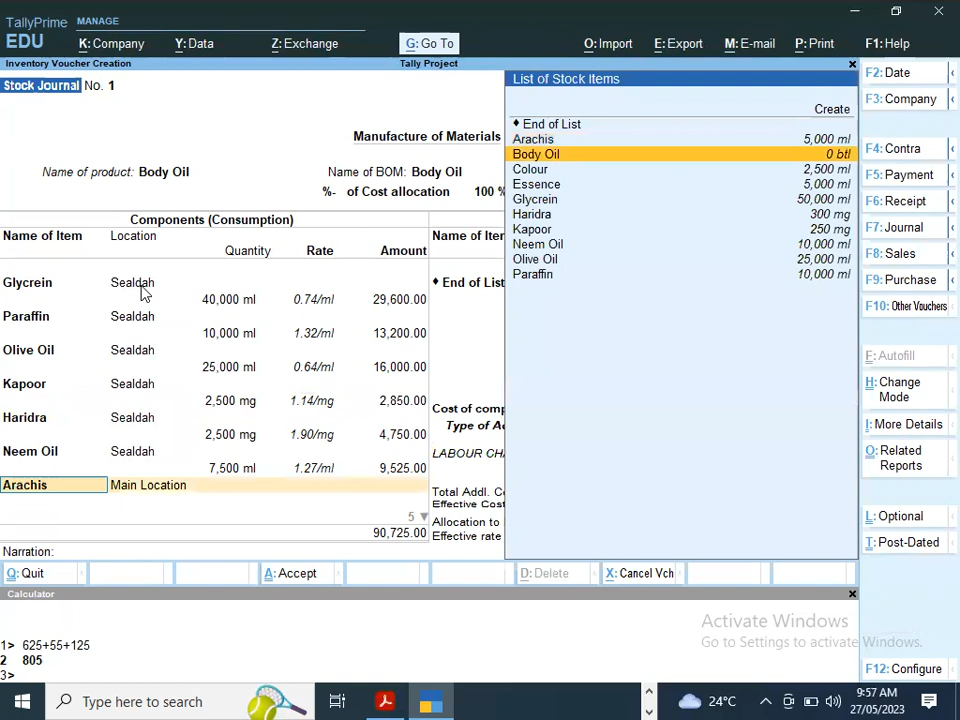 TallyPrime MANAGE
EDU K: Company Y: Data Z: Exchange G: Go To O: Import E: Export M: E-mail P: Print F1: Help
Inventory Voucher Creation Tally Project
Stock Journal No. 1
Manufacture of Materials
Name of product: Body Oil Name of BOM: Body Oil
%- of Cost allocation 100 %
Components (Consumption)
Name of Item Location Name of Iter
Quantity Rate Amount
Glycrein Sealdah ♦ End of List
40,000 ml 0.74/ml 29,600.00
Paraffin Sealdah
10,000 ml 1.32/ml 13,200.00
Olive Oil Sealdah
25,000 ml 0.64/ml 16,000.00
Kapoor Sealdah
2,500 mg 1.14/mg 2,850.00
Cost of comp
Haridra Sealdah
Type of Ac
2,500 mg 1.90/mg 4,750.00
Neem Oil Sealdah
LABOUR CHA
7,500 ml 1.27/ml 9,525.00
Arachis Main Location
Total Addl. C
Effective Cost
5 ▼
Allocation to
90,725.00
Effective rate
Narration:
List of Stock Items
Create
♦ End of List
Arachis 5,000 ml
Body Oil 0 btl
Colour 2,500 ml
Essence 5,000 ml
Glycrein 50,000 ml
Haridra 300 mg
Kapoor 250 mg
Neem Oil 10,000 ml
Olive Oil 25,000 ml
Paraffin 10,000 ml
F2: Date
F3: Company
F4: Contra
F5: Payment
F6: Receipt
F7: Journal
F8: Sales
F9: Purchase
F10: Other Vouchers
F: Autofill
H: Change
Mode
I: More Details
O: Related
Reports
L: Optional
T: Post-Dated
F12: Configure
Q: Quit A: Accept D: Delete X: Cancel Vch
Calculator
1> 625+55+125
2 805
3>
Activate Windows
Go to Settings to activate Windows.
Type here to search
24°C
9:57 AM
27/05/2023